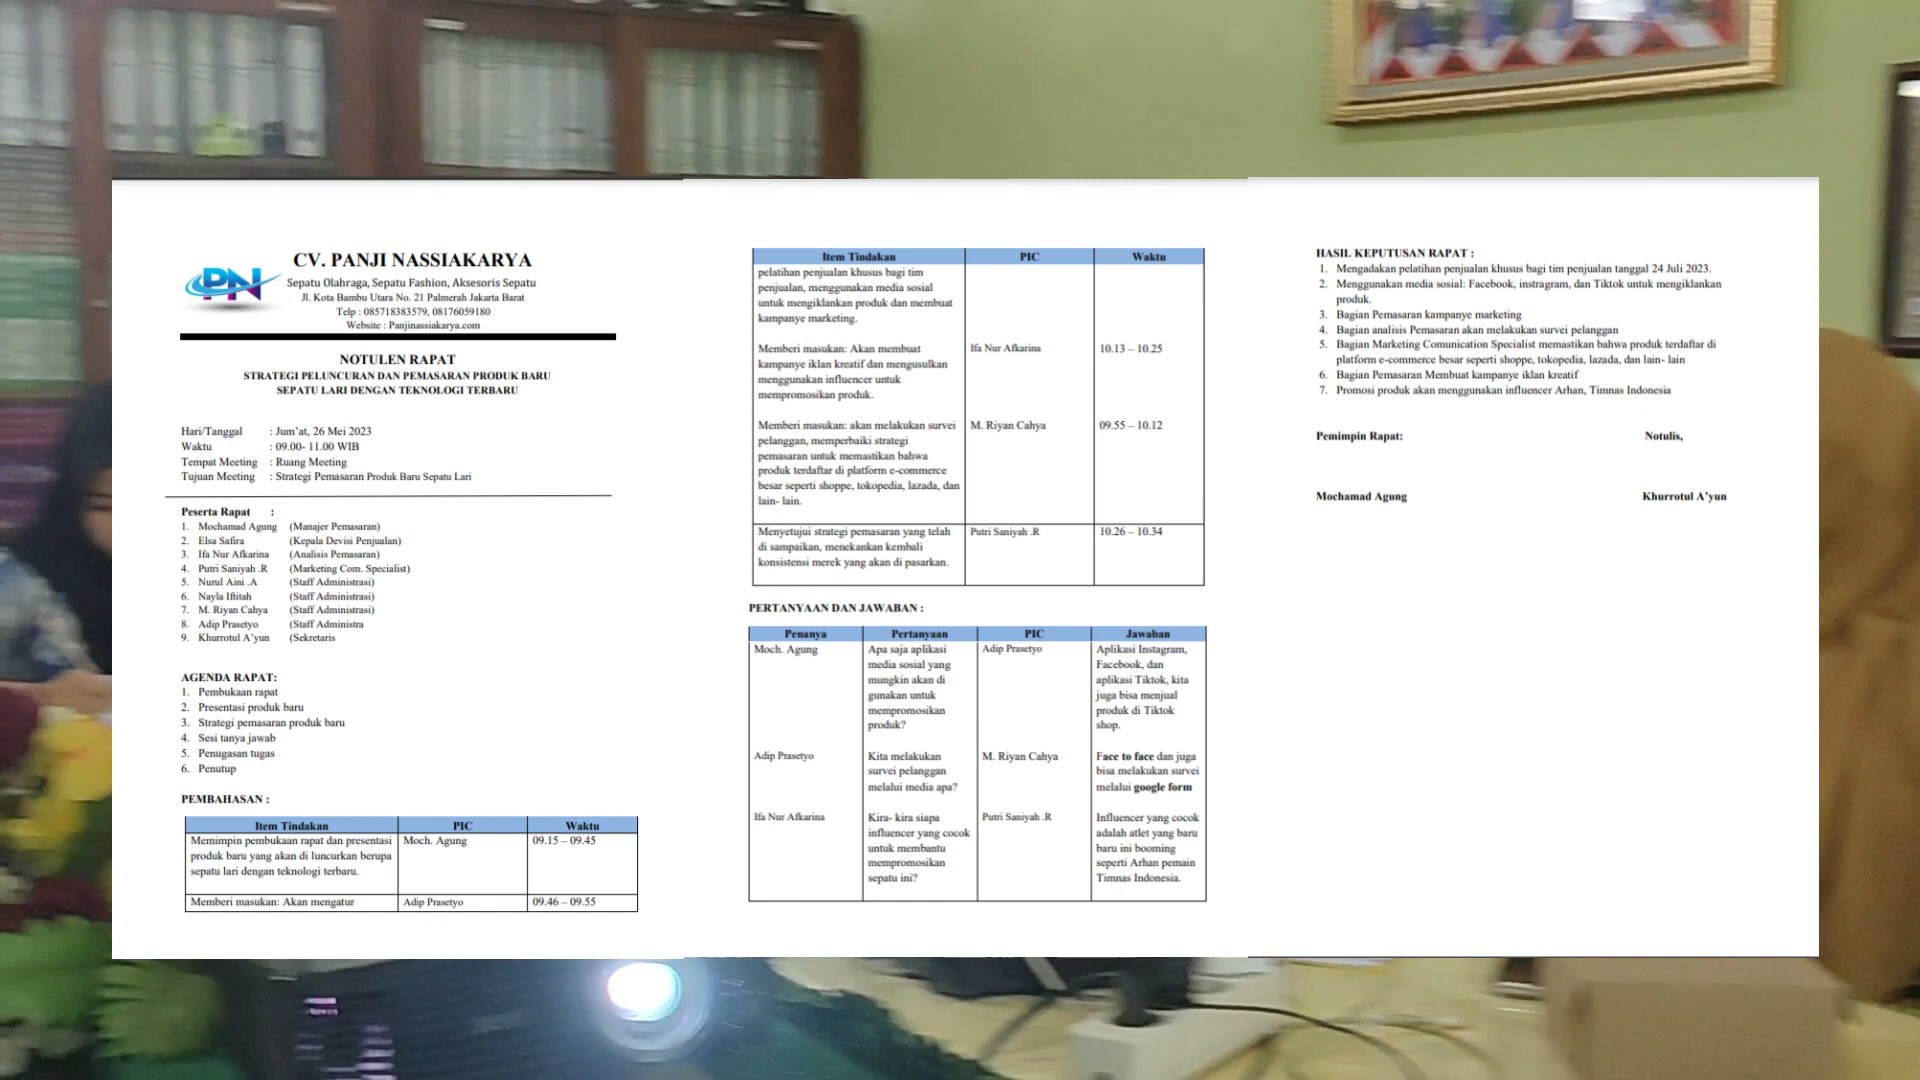 PN
CV. PANJI NASSIAKARYA
Sepatu Olahraga, Sepatu Fashion, Aksesoris Sepatu
Jl. Kota Bambu Utara No. 21 Palmerah Jakarta Barat
Telp : 085718383579, 08176059180
Website : Panjinassiakarya.com
NOTULEN RAPAT
STRATEGI PELUNCURAN DAN PEMASARAN PRODUK BARU
SEPATU LARI DENGAN TEKNOLOGI TERBARU
Hari/Tanggal : Jum’at, 26 Mei 2023
Waktu : 09.00- 11.00 WIB
Tempat Meeting : Ruang Meeting
Tujuan Meeting : Strategi Pemasaran Produk Baru Sepatu Lari
Peserta Rapat :
1. Mochamad Agung (Manajer Pemasaran)
2. Elsa Safira (Kepala Devisi Penjualan)
3. Ifa Nur Afkarina (Analisis Pemasaran)
4. Putri Saniyah .R (Marketing Com. Specialist)
5. Nurul Aini .A (Staff Administrasi)
6. Nayla Iftitah (Staff Administrasi)
7. M. Riyan Cahya (Staff Administrasi)
8. Adip Prasetyo (Staff Administra
9. Khurrotul A’yun (Sekretaris
AGENDA RAPAT:
1. Pembukaan rapat
2. Presentasi produk baru
3. Strategi pemasaran produk baru
4. Sesi tanya jawab
5. Penugasan tugas
6. Penutup
PEMBAHASAN :
Item Tindakan PIC Waktu
Memimpin pembukaan rapat dan presentasi Moch. Agung 09.15 – 09.45
produk baru yang akan di luncurkan berupa
sepatu lari dengan teknologi terbaru.
Memberi masukan: Akan mengatur Adip Prasetyo 09.46 – 09.55
Item Tindakan PIC Waktu
pelatihan penjualan khusus bagi tim
penjualan, menggunakan media sosial
untuk mengiklankan produk dan membuat
kampanye marketing.
Memberi masukan: Akan membuat Ifa Nur Afkarina 10.13 – 10.25
kampanye iklan kreatif dan mengusulkan
menggunakan influencer untuk
mempromosikan produk.
Memberi masukan: akan melakukan survei M. Riyan Cahya 09.55 – 10.12
pelanggan, memperbaiki strategi
pemasaran untuk memastikan bahwa
produk terdaftar di platform e-commerce
besar seperti shoppe, tokopedia, lazada, dan
lain- lain.
Menyetujui strategi pemasaran yang telah Putri Saniyah .R 10.26 – 10.34
di sampaikan, menekankan kembali
konsistensi merek yang akan di pasarkan.
PERTANYAAN DAN JAWABAN :
Penanya Pertanyaan PIC Jawaban
Moch. Agung Apa saja aplikasi Adip Prasetyo Aplikasi Instagram,
media sosial yang Facebook, dan
mungkin akan di aplikasi Tiktok, kita
gunakan untuk juga bisa menjual
mempromosikan produk di Tiktok
produk? shop.
Adip Prasetyo Kita melakukan M. Riyan Cahya Face to face dan juga
survei pelanggan bisa melakukan survei
melalui media apa? melalui google form
Ifa Nur Afkarina Kira- kira siapa Putri Saniyah .R Influencer yang cocok
influencer yang cocok adalah atlet yang baru
untuk membantu baru ini booming
mempromosikan seperti Arhan pemain
sepatu ini? Timnas Indonesia.
HASIL KEPUTUSAN RAPAT :
1. Mengadakan pelatihan penjualan khusus bagi tim penjualan tanggal 24 Juli 2023.
2. Menggunakan media sosial: Facebook, instragram, dan Tiktok untuk mengiklankan
produk.
3. Bagian Pemasaran kampanye marketing
4. Bagian analisis Pemasaran akan melakukan survei pelanggan
5. Bagian Marketing Comunication Specialist memastikan bahwa produk terdaftar di
platform e-commerce besar seperti shoppe, tokopedia, lazada, dan lain- lain
6. Bagian Pemasaran Membuat kampanye iklan kreatif
7. Promosi produk akan menggunakan influencer Arhan, Timnas Indonesia
Pemimpin Rapat: Notulis,
Mochamad Agung Khurrotul A’yun